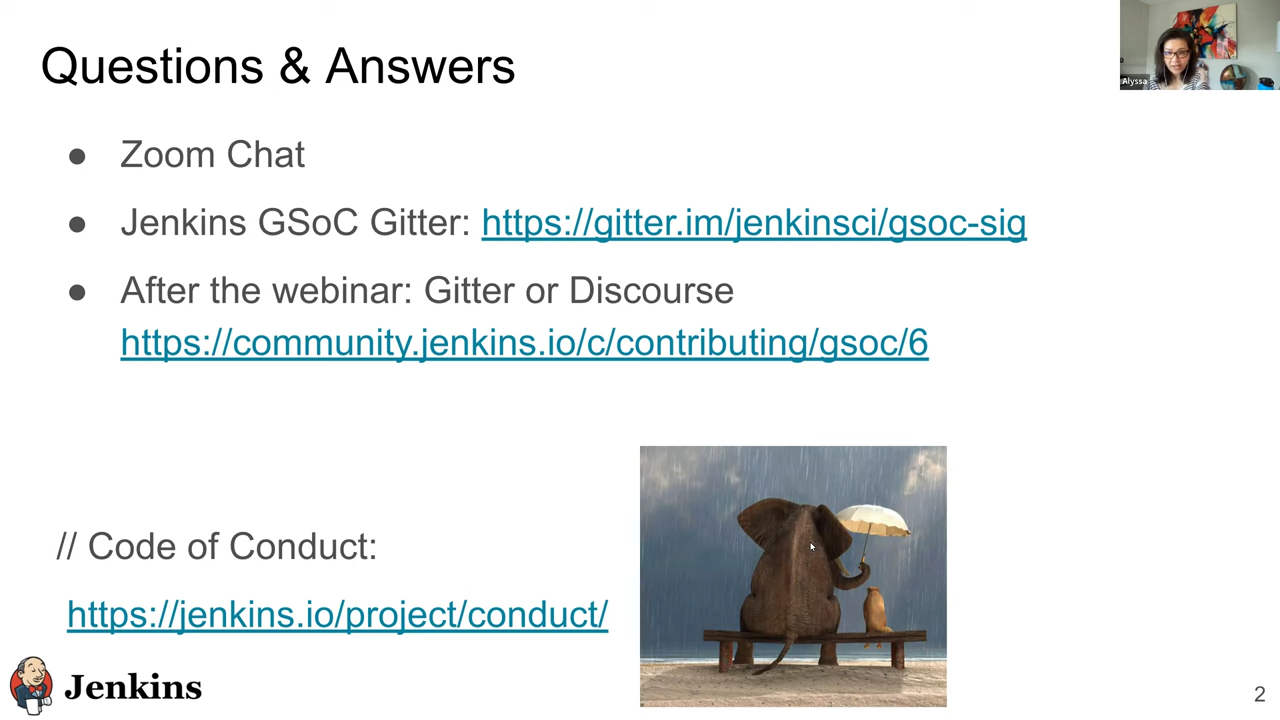 Questions & Answers
Alyssa
● Zoom Chat
● Jenkins GSoC Gitter: https://gitter.im/jenkinsci/gsoc-sig
● After the webinar: Gitter or Discourse
https://community.jenkins.io/c/contributing/gsoc/6
// Code of Conduct:
https://jenkins.io/project/conduct/
Jenkins
2